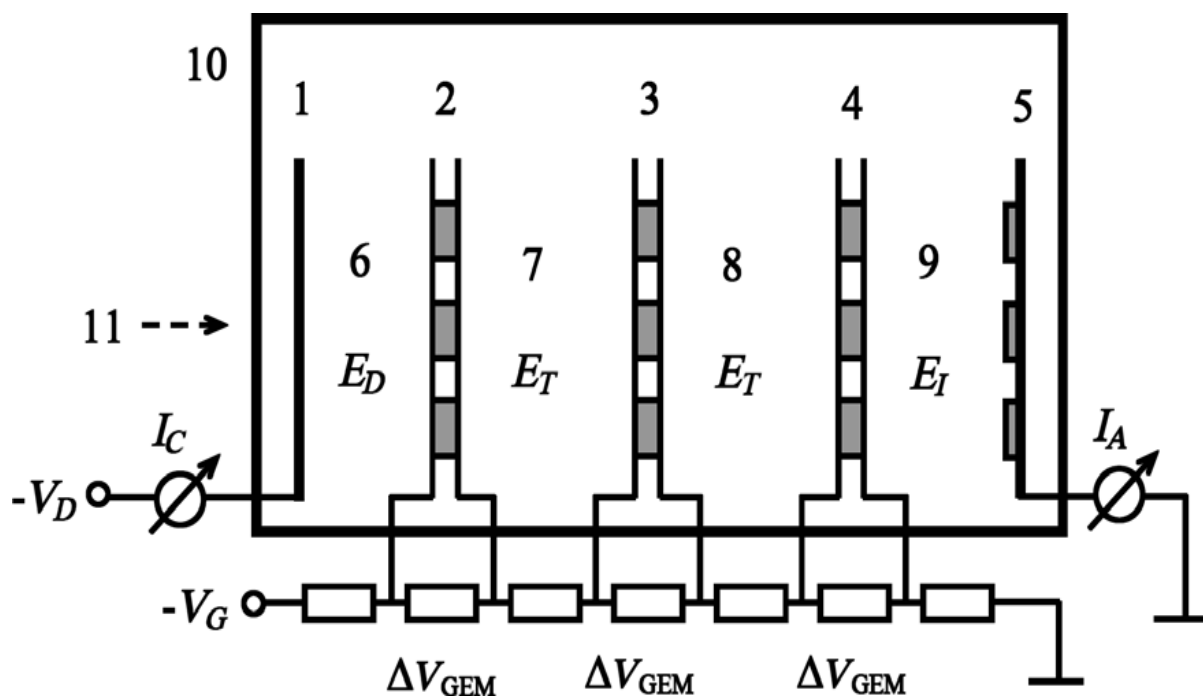 10
1 2 3 4 5
6 7 8 9
11
E_D E_T E_T E_I
I_C I_A
-V_D
-V_G
ΔV_GEM ΔV_GEM ΔV_GEM